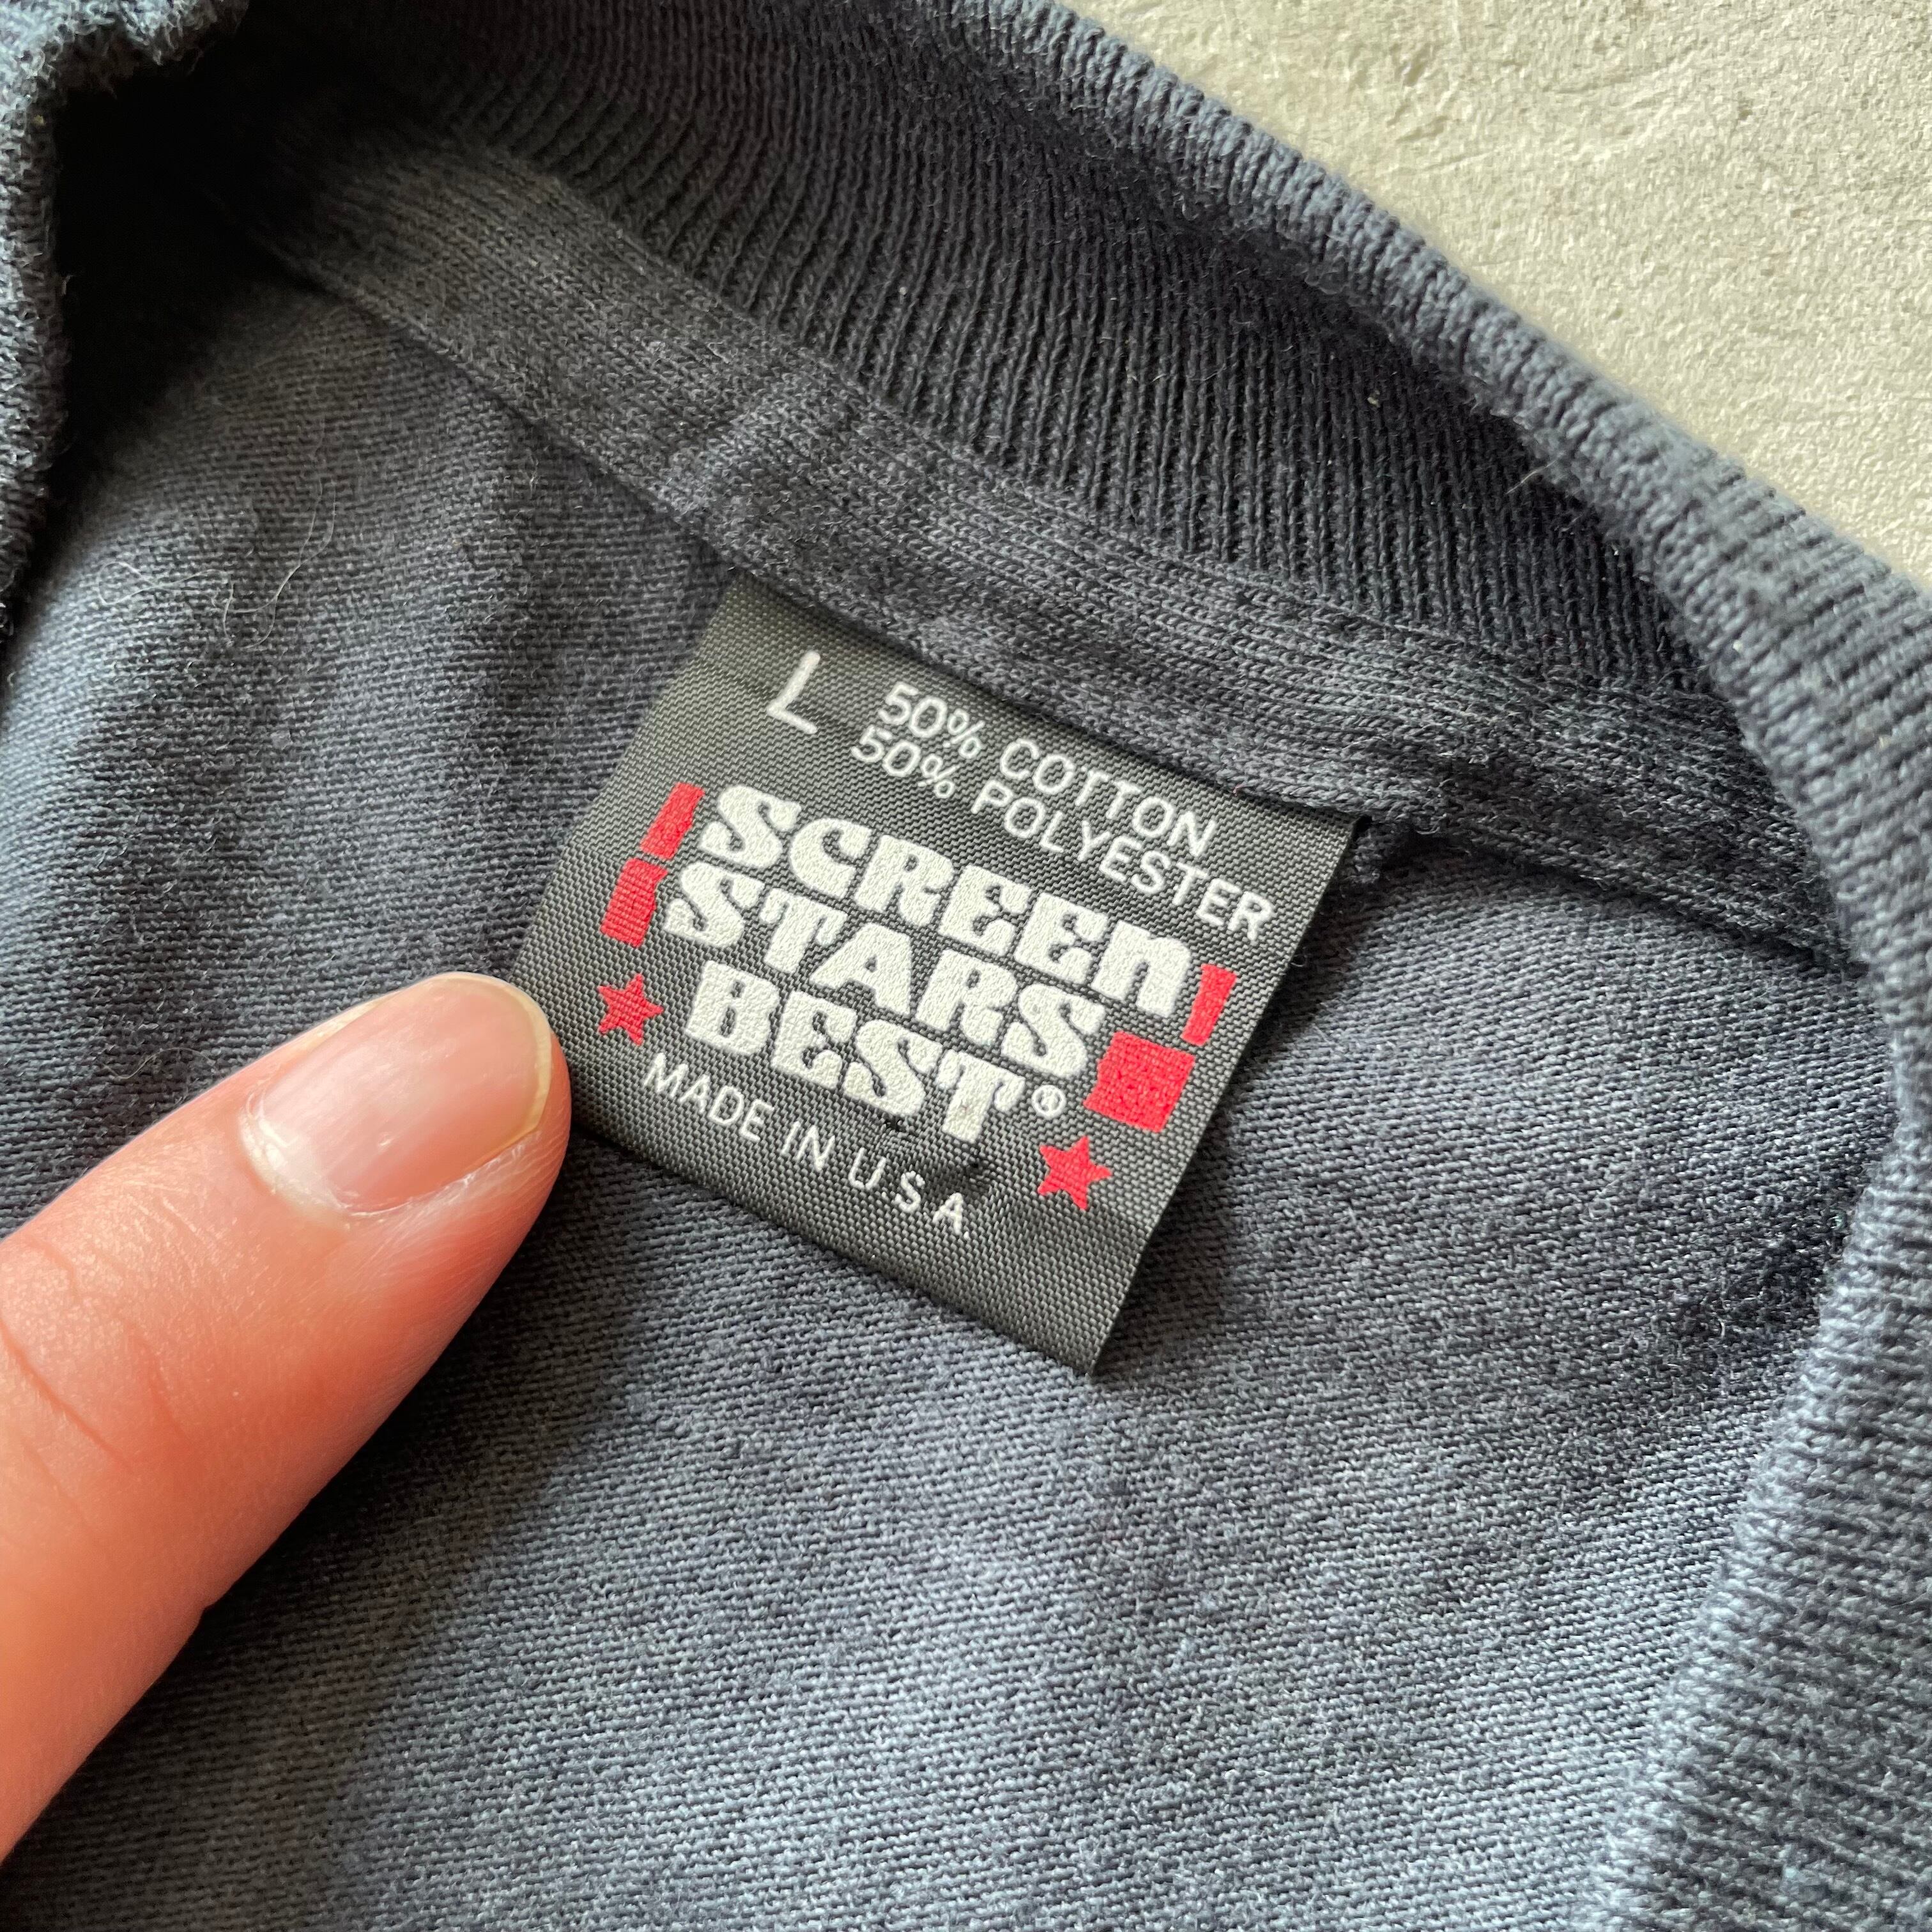 L
50% COTTON
50% POLYESTER
SCREEN
STARS
BEST®
MADE IN U.S.A